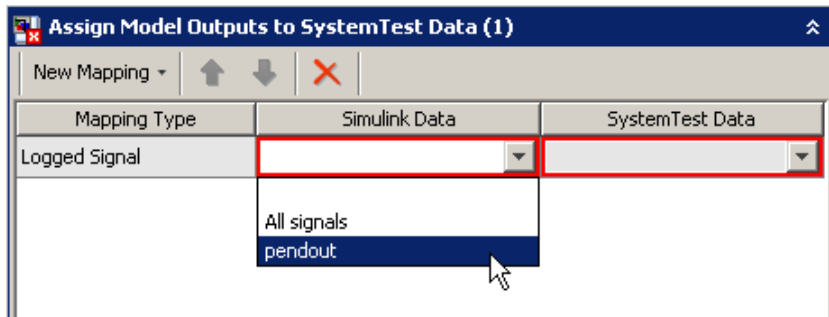 Assign Model Outputs to SystemTest Data (1)
New Mapping
Mapping Type Simulink Data SystemTest Data
Logged Signal
All signals
pendout